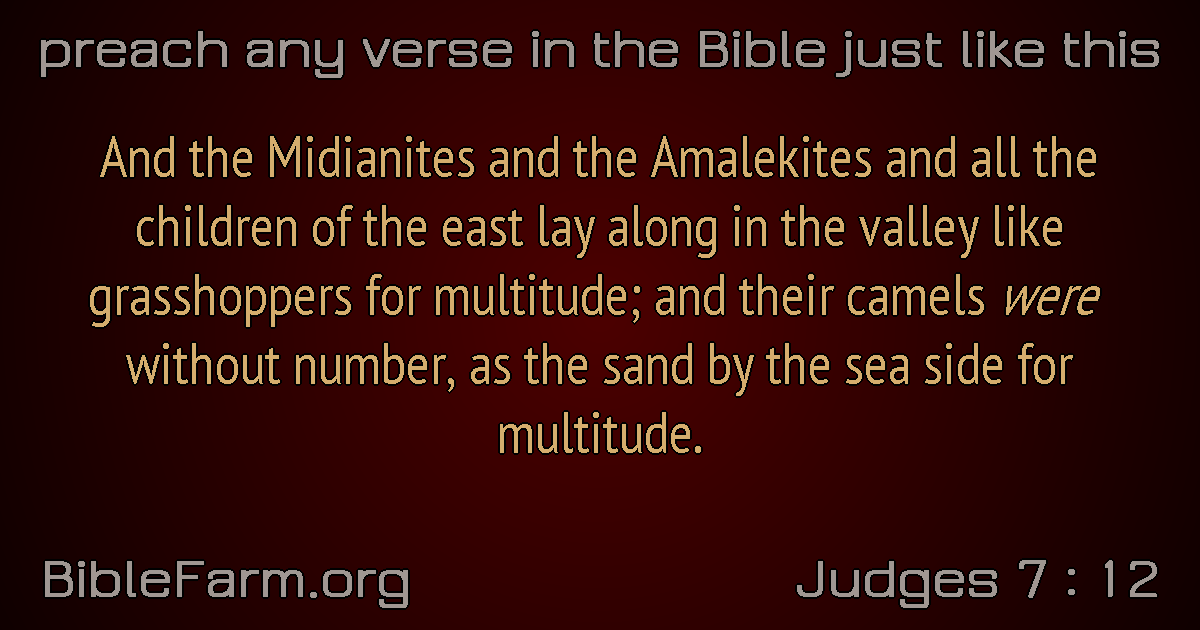 preach any verse in the Bible just like this
And the Midianites and the Amalekites and all the
children of the east lay along in the valley like
grasshoppers for multitude; and their camels were
without number, as the sand by the sea side for
multitude.
BibleFarm.org
Judges 7 : 12